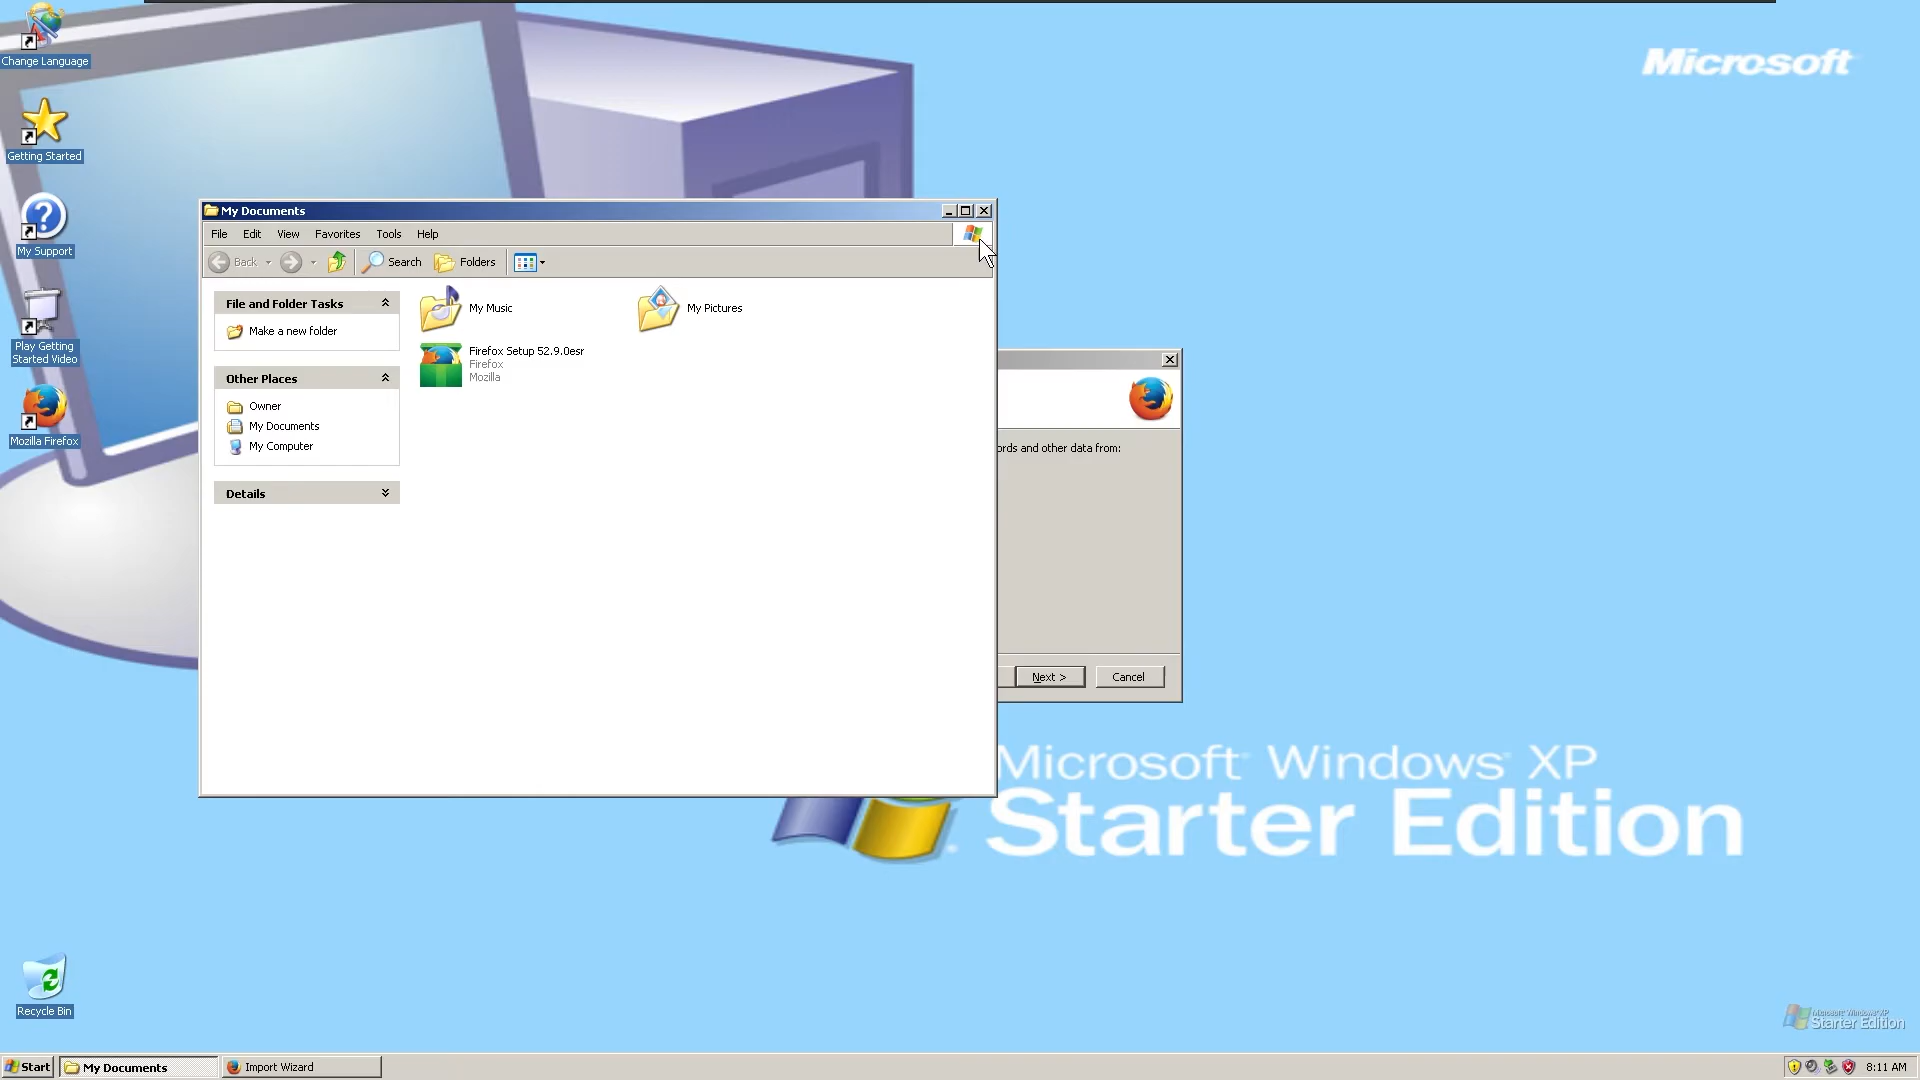 Change Language
Getting Started
My Support
Play Getting
Started Video
Mozilla Firefox
Recycle Bin
Microsoft
My Documents
File Edit View Favorites Tools Help
Back Search Folders
File and Folder Tasks
Make a new folder
Other Places
Owner
My Documents
My Computer
Details
My Music
My Pictures
Firefox Setup 52.9.0esr
Firefox
Mozilla
ords and other data from:
Next >
Cancel
Microsoft Windows XP
Starter Edition
Microsoft Windows XP
Starter Edition
Start My Documents Import Wizard 8:11 AM